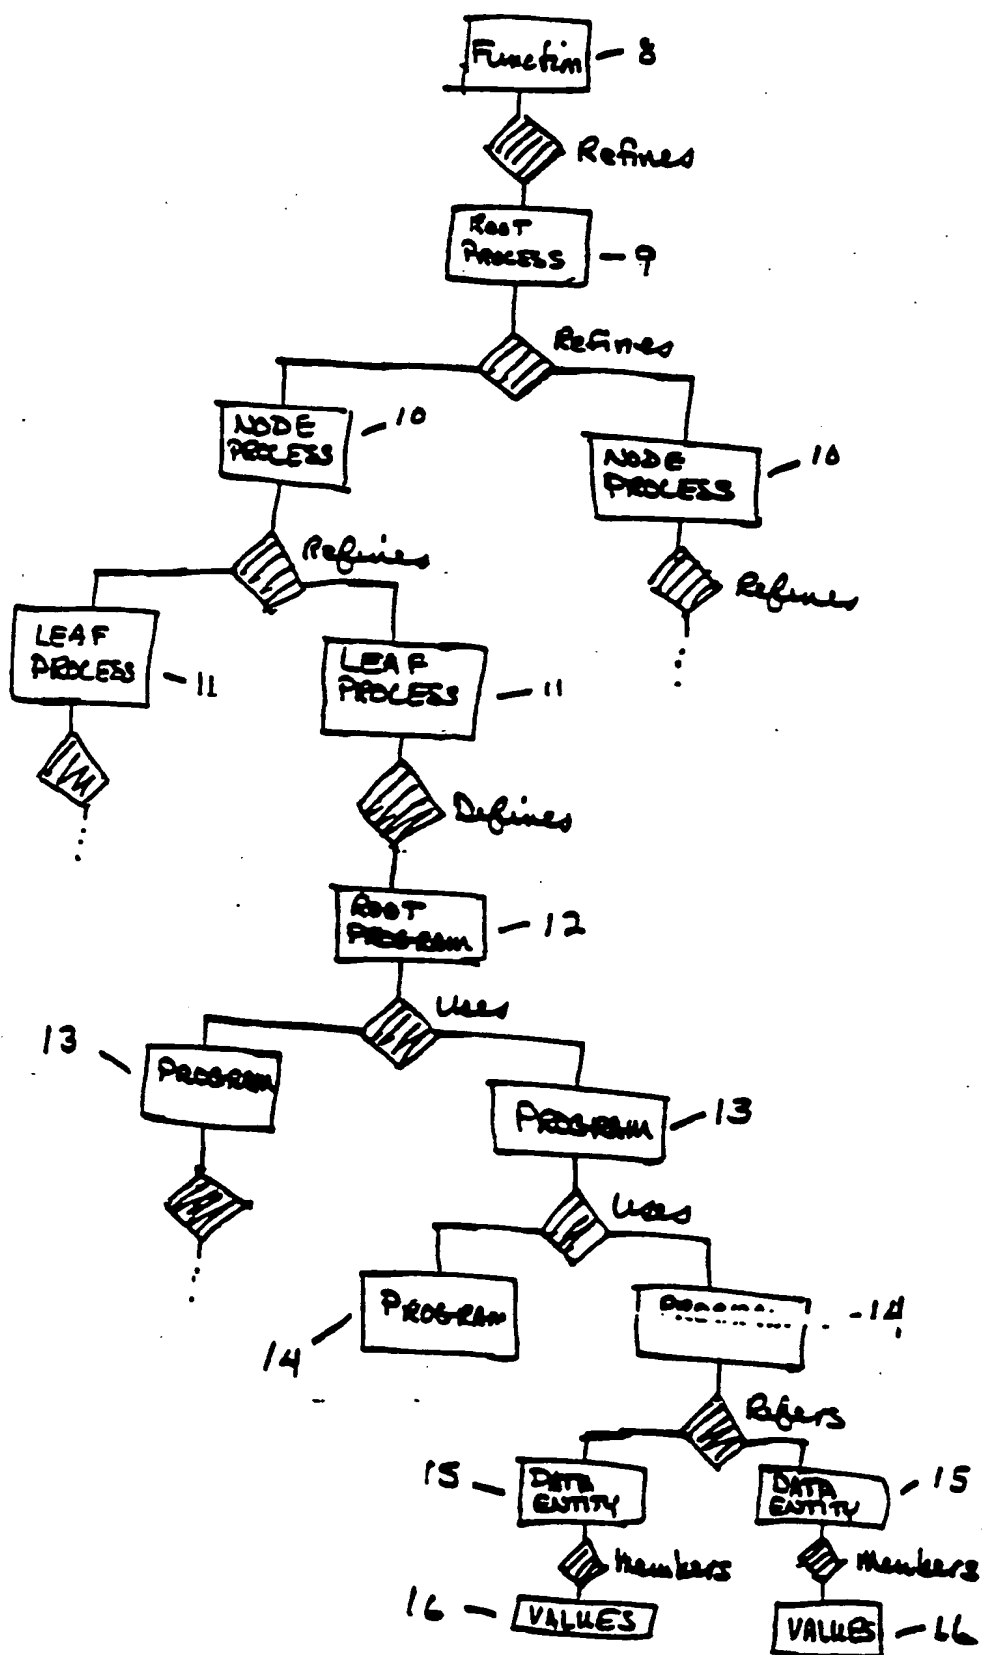 Function 8
Refines
ROOT
PROCESS 9
Refines
NODE
PROCESS 10
NODE
PROCESS 10
Refines
Refines
LEAF
PROCESS 11
LEAF
PROCESS 11
Defines
ROOT
PROGRAM 12
Uses
13 PROGRAM
PROGRAM 13
Uses
PROGRAM
14
14
Refers
15 DATA
ENTITY
DATA
ENTITY 15
Members
Members
16 VALUES
VALUES 16